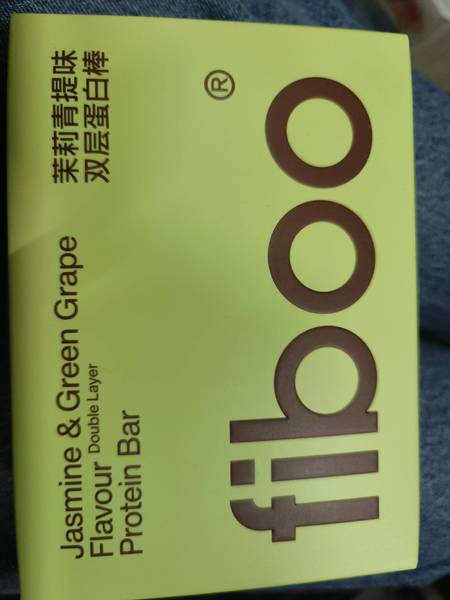 fiboo®
Jasmine & Green Grape
Flavour Double Layer
Protein Bar
茉莉青提味
双层蛋白棒